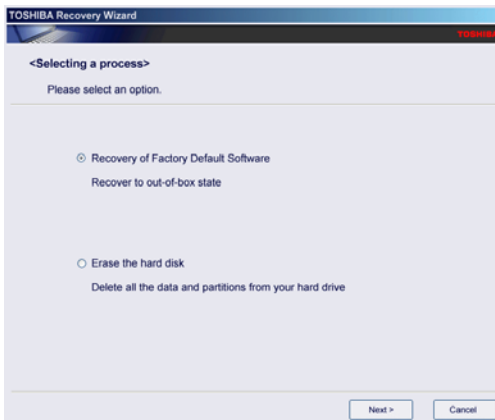 TOSHIBA Recovery Wizard
TOSHIBA
<Selecting a process>
Please select an option.
Recovery of Factory Default Software
Recover to out-of-box state
Erase the hard disk
Delete all the data and partitions from your hard drive
Next >
Cancel